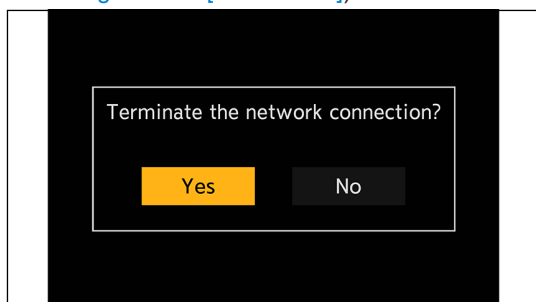 Terminate the network connection?
Yes
No